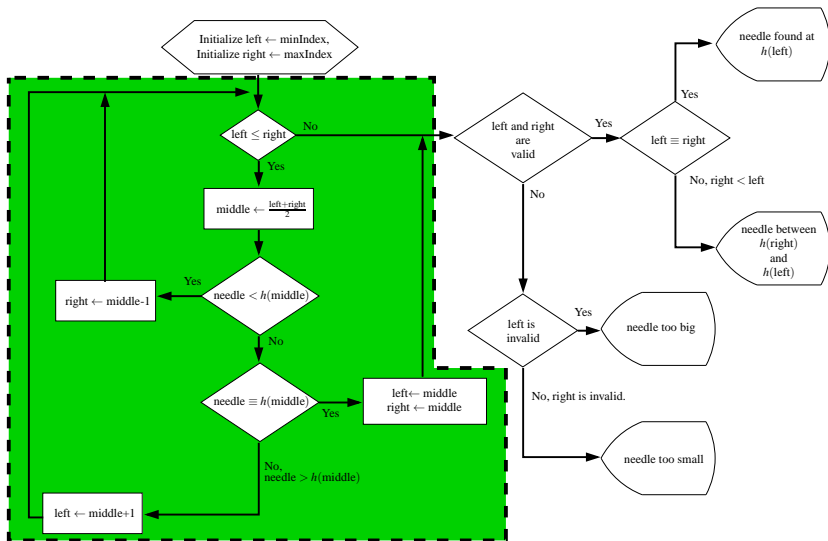 Initialize left ← minIndex,
Initialize right ← maxIndex
left ≤ right
No
Yes
middle ← left+right
2
needle < h(middle)
Yes
right ← middle-1
No
needle ≡ h(middle)
Yes
left← middle
right ← middle
No,
needle > h(middle)
left ← middle+1
left and right
are
valid
Yes
left ≡ right
Yes
needle found at
h(left)
No, right < left
needle between
h(right)
and
h(left)
No
left is
invalid
Yes
needle too big
No, right is invalid.
needle too small